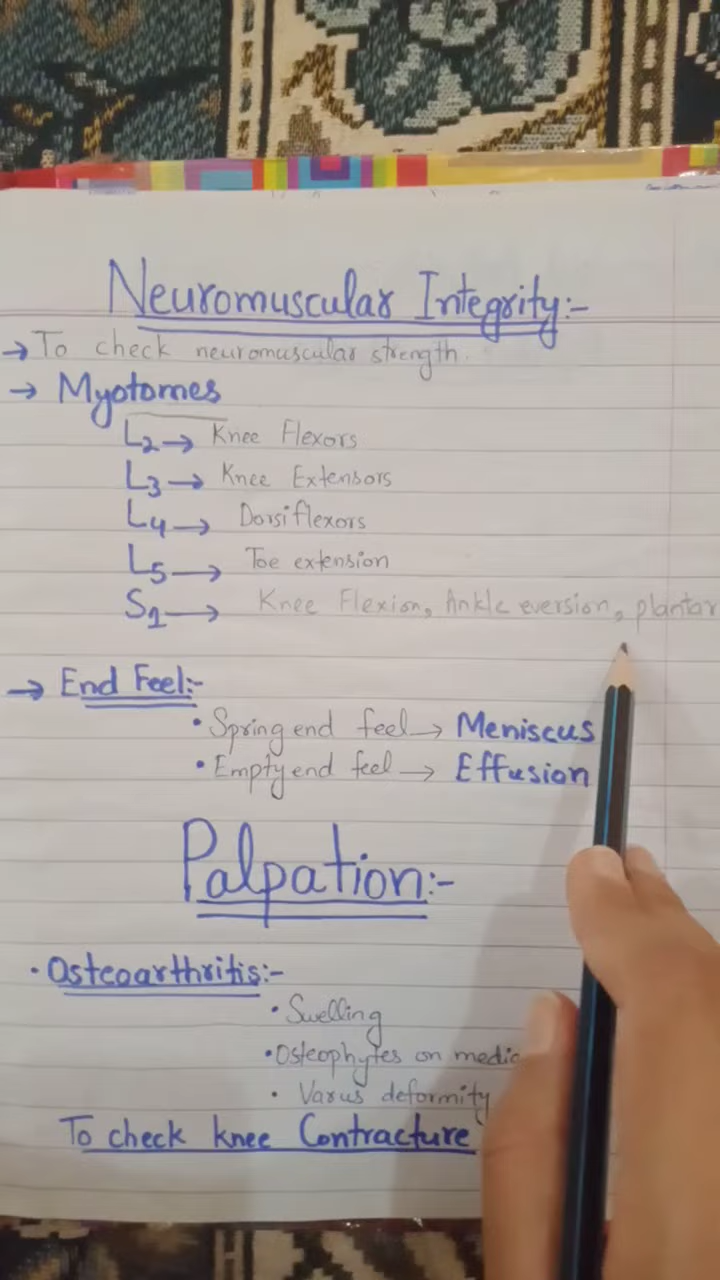 Neuromuscular Integrity:-
→ To check neuromuscular strength.
→ Myotomes
L2 → Knee Flexors
L3 → Knee Extensors
L4 → Dorsiflexors
L5 → Toe extension
S1 → Knee Flexion, Ankle eversion, plantar
→ End Feel:-
• Spring end feel → Meniscus
• Empty end feel → Effusion
Palpation:-
• Osteoarthritis:-
• Swelling
• Osteophytes on
• Varus deformity
To check knee Contracture